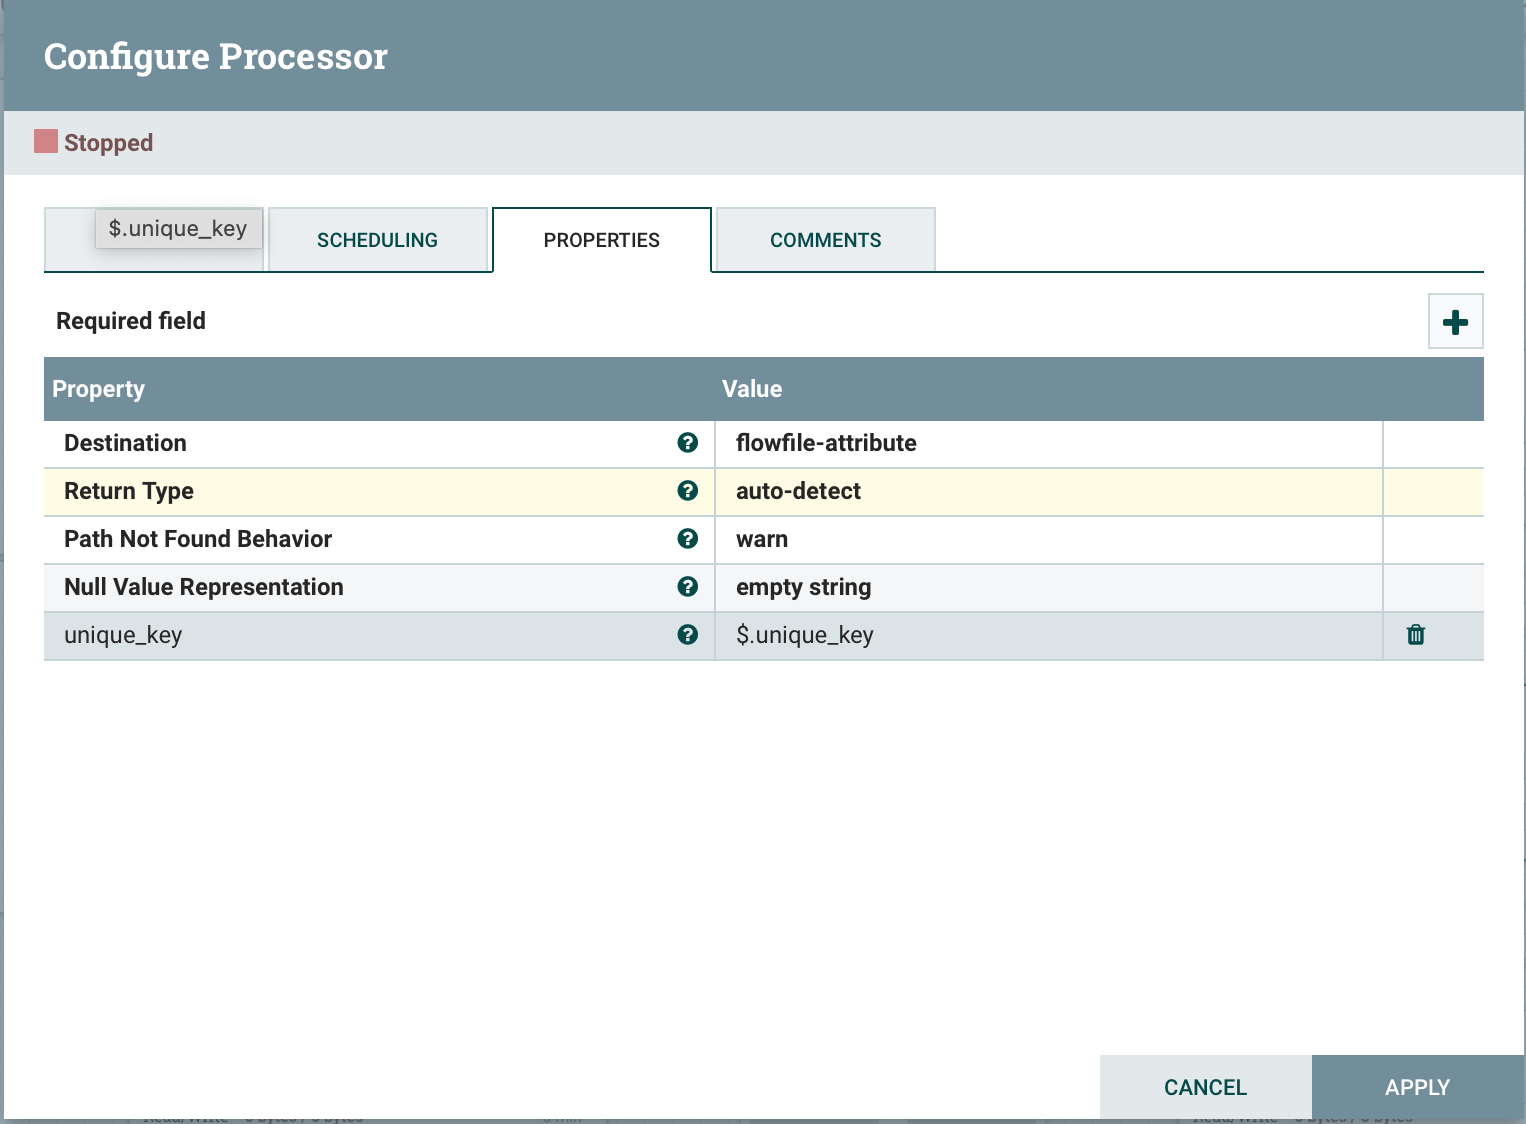 Configure Processor
Stopped
$.unique_key
SCHEDULING
PROPERTIES
COMMENTS
Required field
Property Value
Destination flowfile-attribute
Return Type auto-detect
Path Not Found Behavior warn
Null Value Representation empty string
unique_key $.unique_key
CANCEL
APPLY